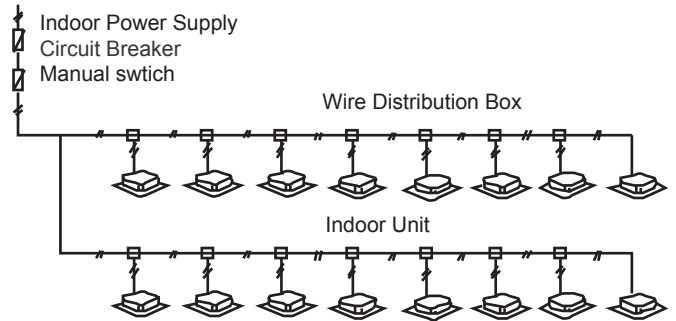 Indoor Power Supply
Circuit Breaker
Manual swtich
Wire Distribution Box
Indoor Unit